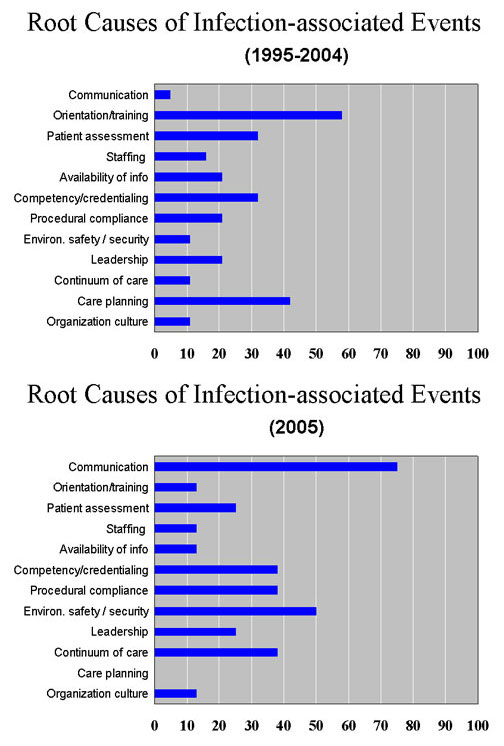 Root Causes of Infection-associated Events
(1995-2004)
Communication
Orientation/training
Patient assessment
Staffing
Availability of info
Competency/credentialing
Procedural compliance
Environ. safety / security
Leadership
Continuum of care
Care planning
Organization culture
0 10 20 30 40 50 60 70 80 90 100
Root Causes of Infection-associated Events
(2005)
Communication
Orientation/training
Patient assessment
Staffing
Availability of info
Competency/credentialing
Procedural compliance
Environ. safety / security
Leadership
Continuum of care
Care planning
Organization culture
0 10 20 30 40 50 60 70 80 90 100